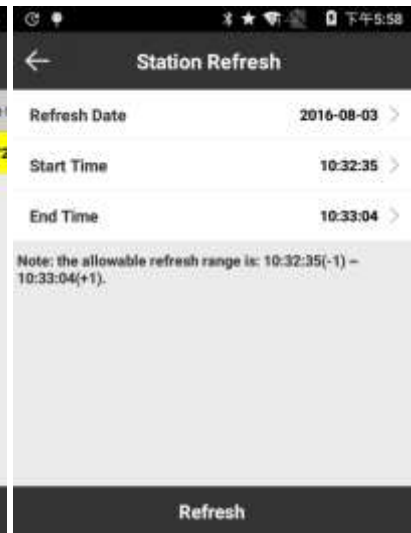 下午5:58
Station Refresh
Refresh Date 2016-08-03
Start Time 10:32:35
End Time 10:33:04
Note: the allowable refresh range is: 10:32:35(-1) –
10:33:04(+1).
Refresh